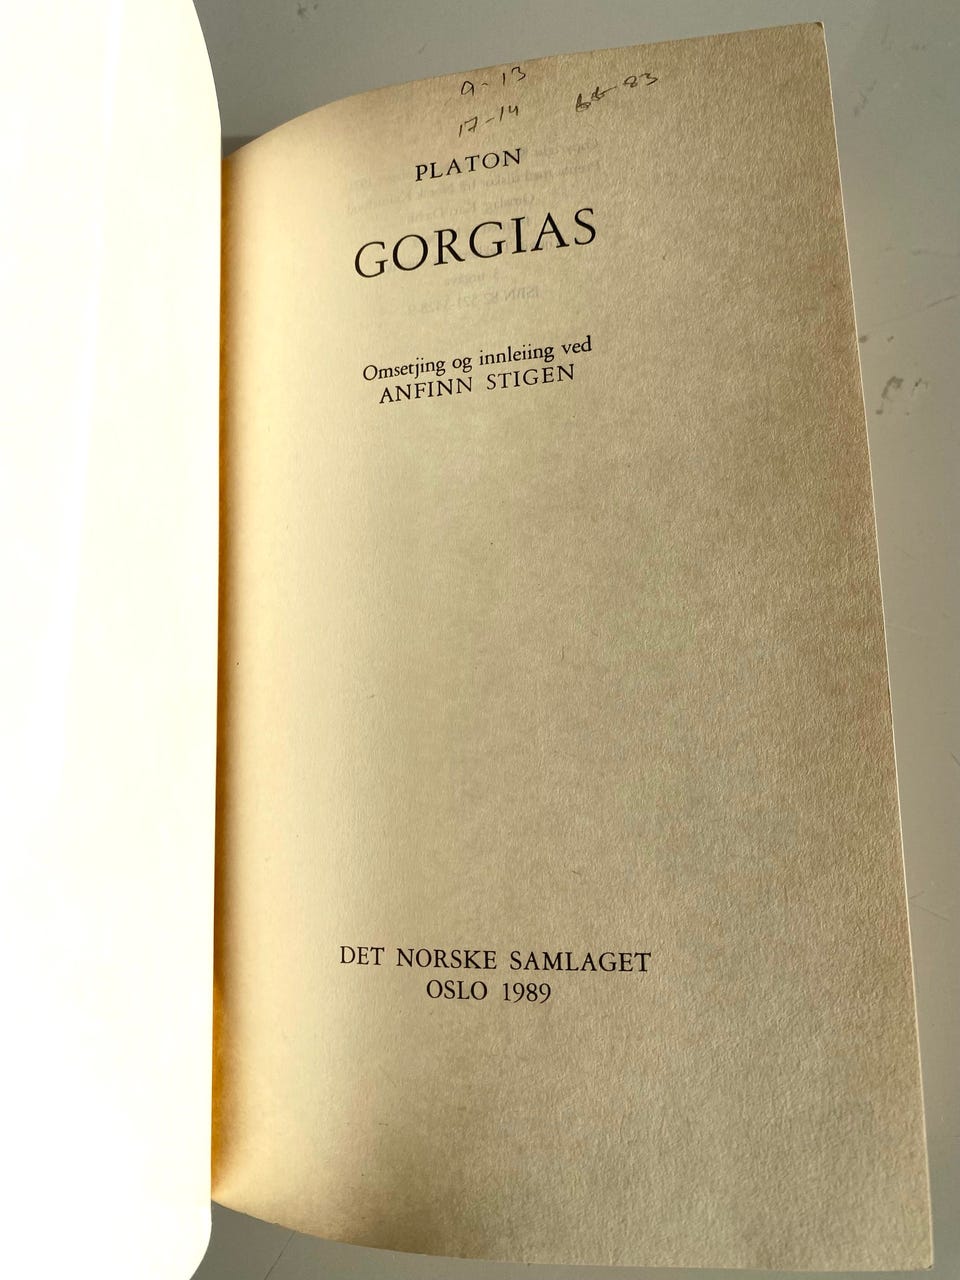 9-13
17-14
PLATON
GORGIAS
Omsetjing og innleiing ved
ANFINN STIGEN
DET NORSKE SAMLAGET
OSLO 1989